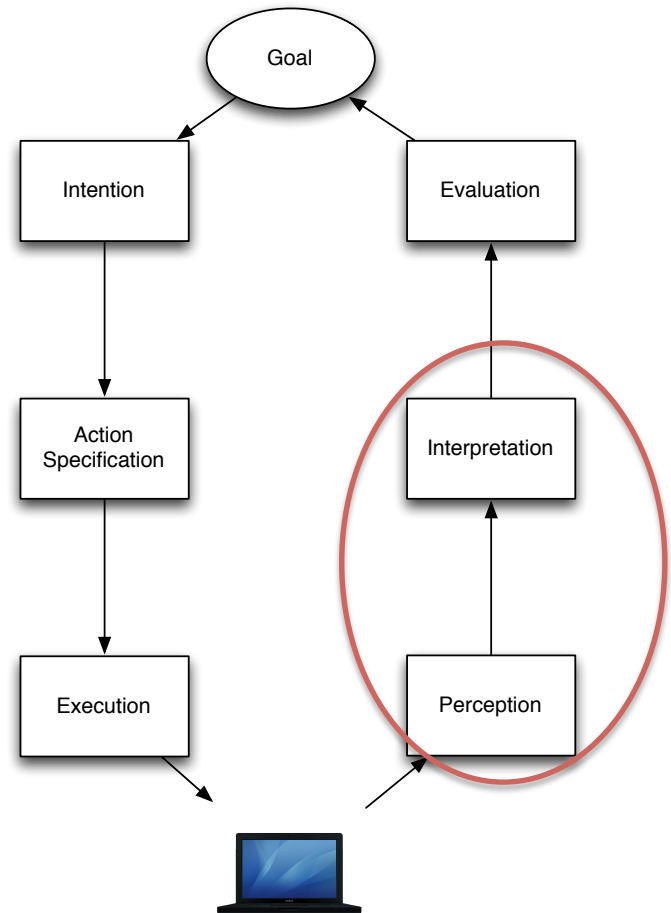 Goal
Intention
Evaluation
Action
Specification
Interpretation
Execution
Perception